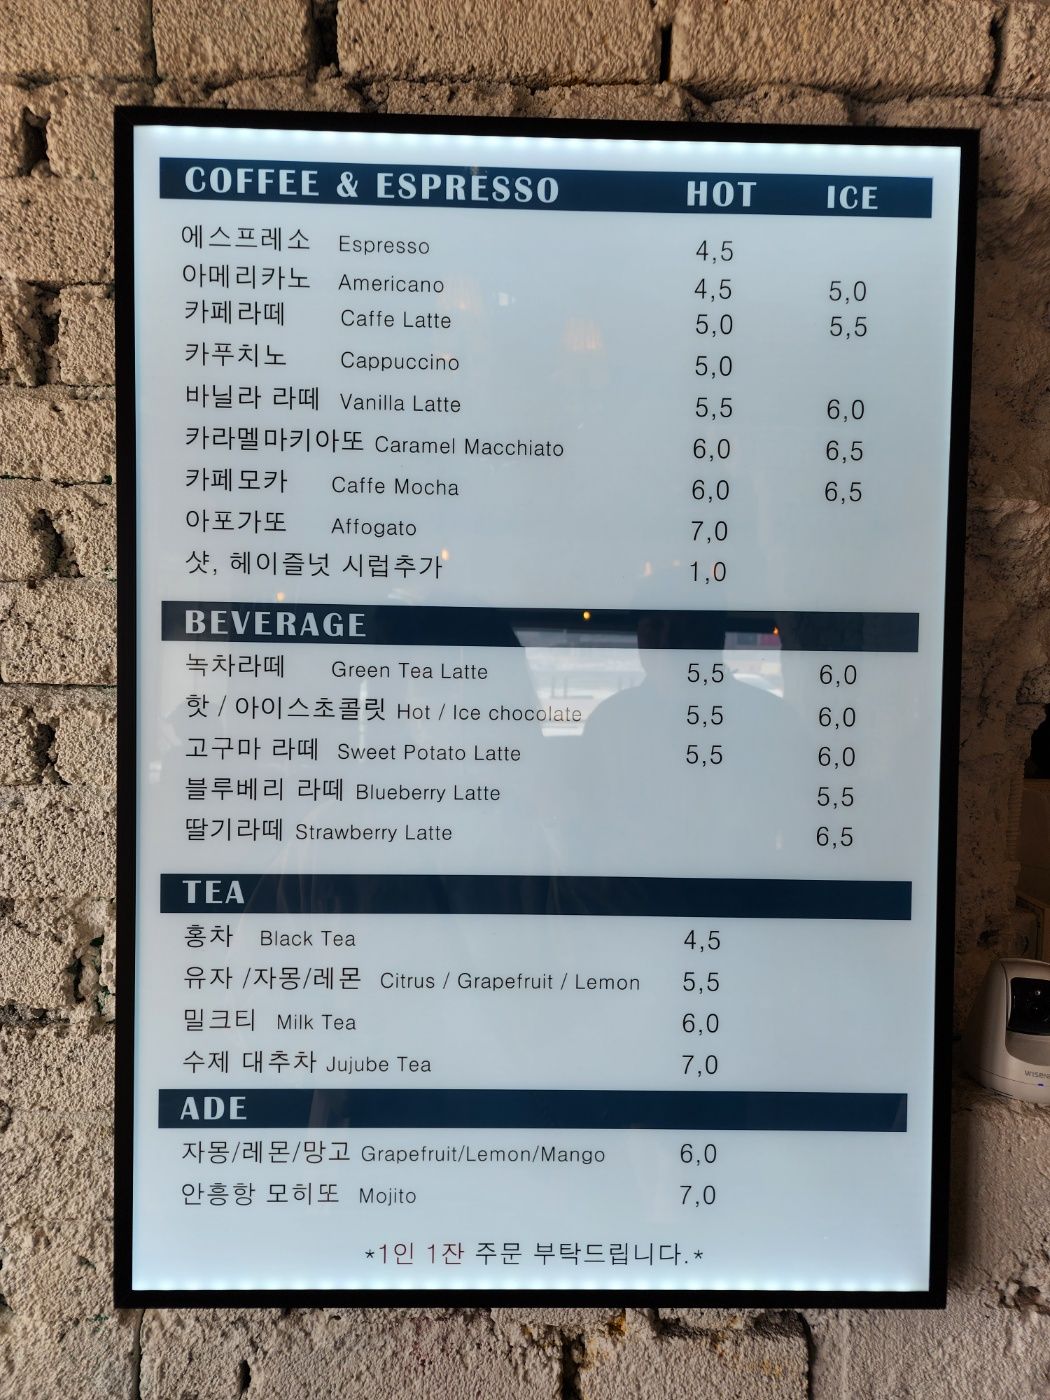 COFFEE & ESPRESSO HOT ICE
에스프레소 Espresso 4,5
아메리카노 Americano 4,5 5,0
카페라떼 Caffe Latte 5,0 5,5
카푸치노 Cappuccino 5,0
바닐라 라떼 Vanilla Latte 5,5 6,0
카라멜마키아또 Caramel Macchiato 6,0 6,5
카페모카 Caffe Mocha 6,0 6,5
아포가또 Affogato 7,0
샷, 헤이즐넛 시럽추가 1,0
BEVERAGE
녹차라떼 Green Tea Latte 5,5 6,0
핫 / 아이스초콜릿 Hot / Ice chocolate 5,5 6,0
고구마 라떼 Sweet Potato Latte 5,5 6,0
블루베리 라떼 Blueberry Latte 5,5
딸기라떼 Strawberry Latte 6,5
TEA
홍차 Black Tea 4,5
유자 /자몽/레몬 Citrus / Grapefruit / Lemon 5,5
밀크티 Milk Tea 6,0
수제 대추차 Jujube Tea 7,0
ADE
자몽/레몬/망고 Grapefruit/Lemon/Mango 6,0
안흥항 모히또 Mojito 7,0
*1인 1잔 주문 부탁드립니다.*